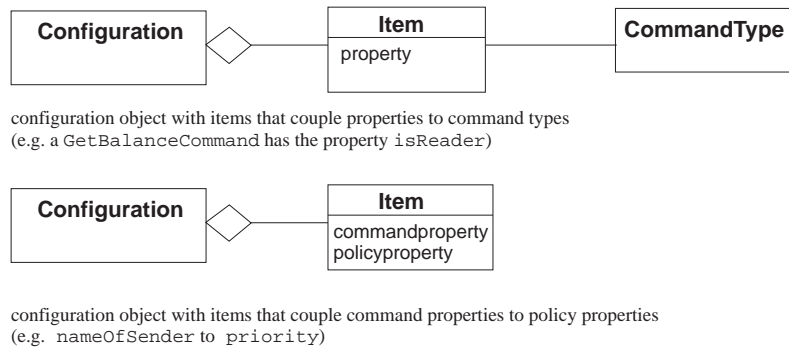 Configuration
Item
property
CommandType
configuration object with items that couple properties to command types
(e.g. a GetBalanceCommand has the property isReader)
Configuration
Item
commandproperty
policyproperty
configuration object with items that couple command properties to policy properties
(e.g. nameOfSender to priority)